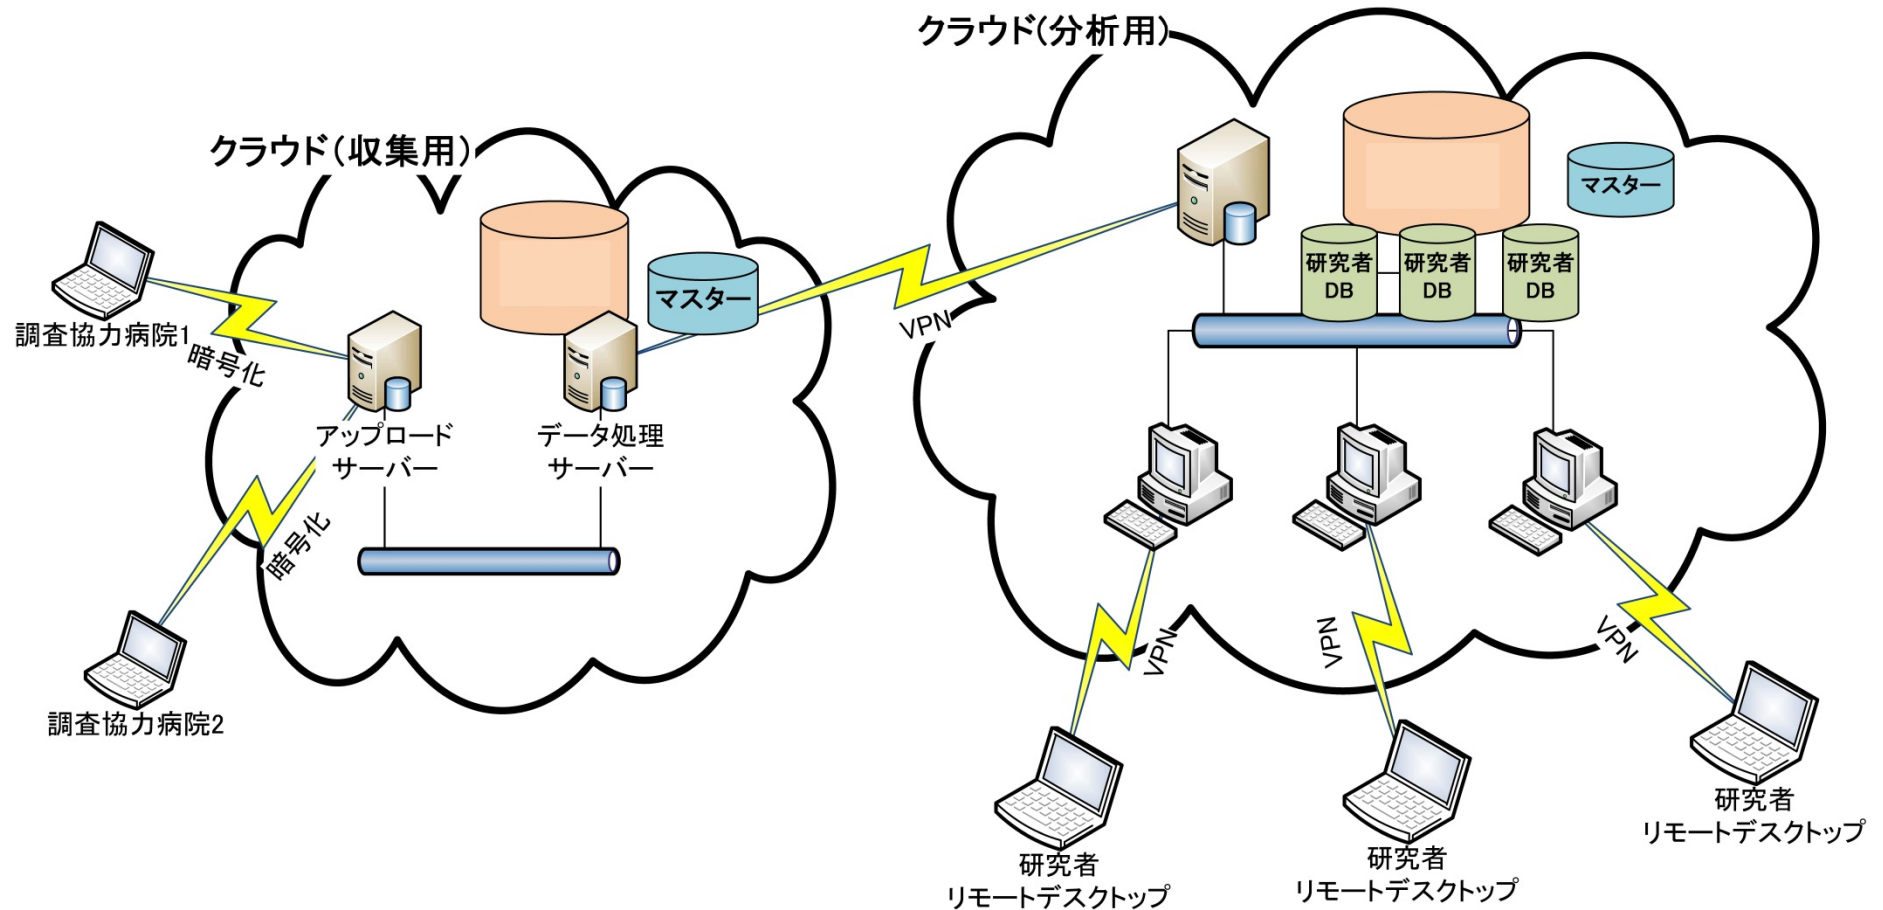 クラウド(分析用)
クラウド(収集用)
マスター
マスター
研究者
DB
研究者
DB
研究者
DB
VPN
調査協力病院1
暗号化
アップロード
サーバー
データ処理
サーバー
暗号化
調査協力病院2
VPN
VPN
VPN
研究者
リモートデスクトップ
研究者
リモートデスクトップ
研究者
リモートデスクトップ